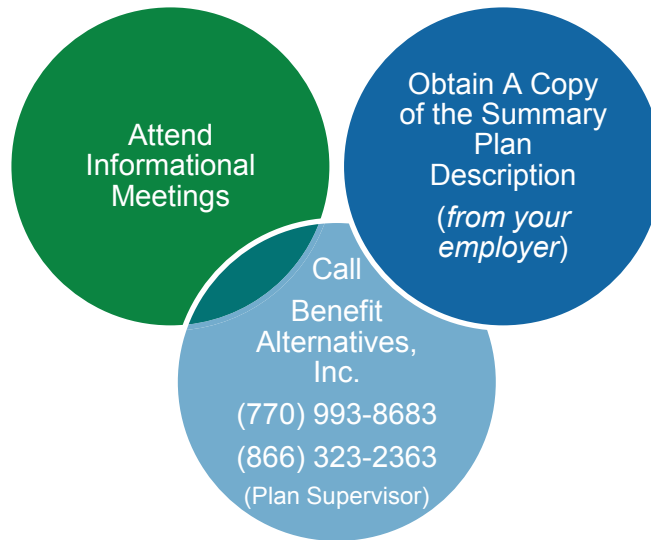 Attend
Informational
Meetings
Obtain A Copy
of the Summary
Plan
Description
(from your
employer)
Call
Benefit
Alternatives,
Inc.
(770) 993-8683
(866) 323-2363
(Plan Supervisor)